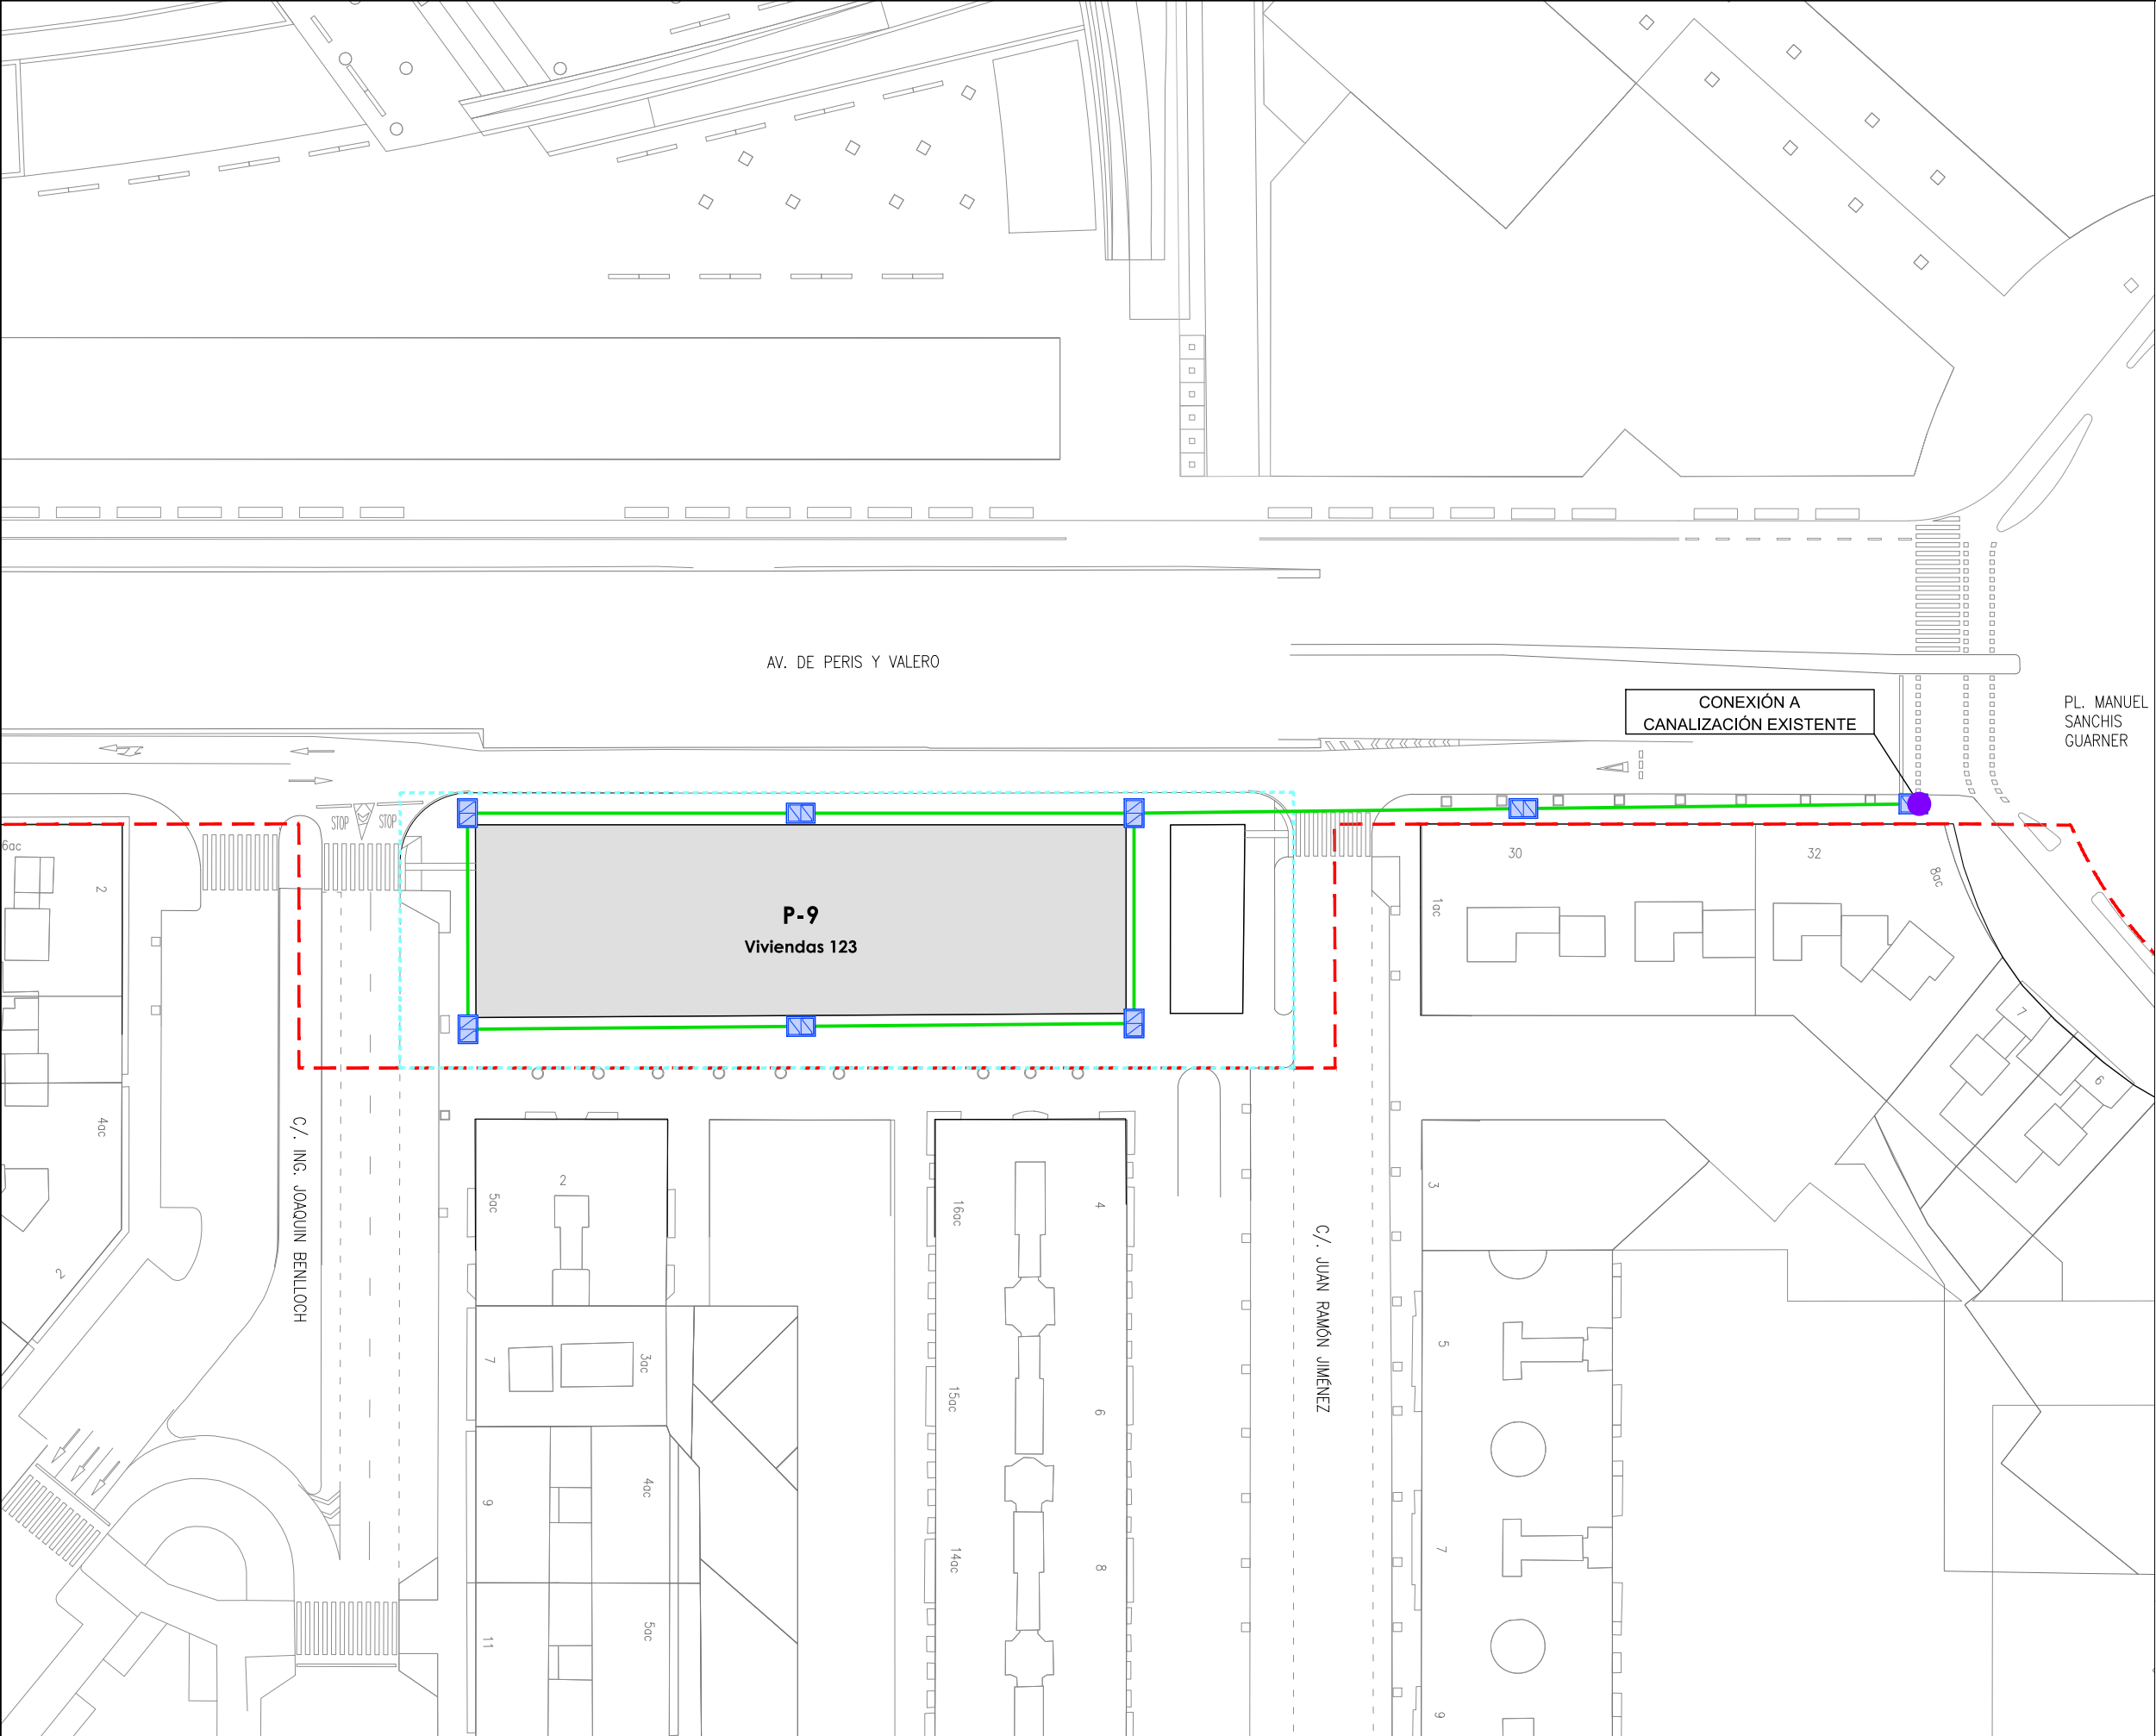 AV. DE PERIS Y VALERO
CONEXIÓN A
CANALIZACIÓN EXISTENTE
PL. MANUEL
SANCHIS
GUARNER
STOP
STOP
6ac
2
30
32
8ac
1ac
P-9
Viviendas 123
7
6
4ac
2
C/. ING. JOAQUIN BENLLOCH
5ac
2
16ac
4
C/. JUAN RAMÓN JIMÉNEZ
3
7
3ac
15ac
6
5
9
4ac
14ac
8
7
11
5ac
9